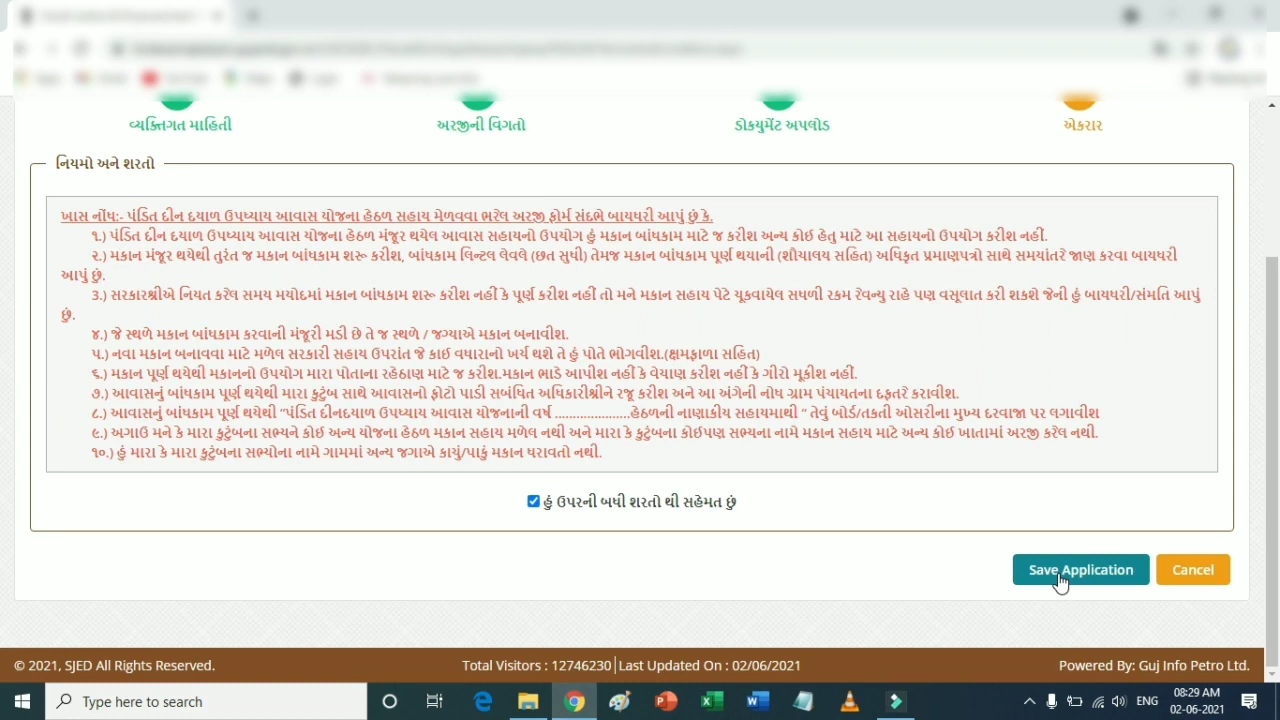 વ્યક્તિગત માહિતી
અરજીની વિગતો
ડોકયુમેંટ અપલોડ
એકરાર
નિયમો અને શરતો
ખાસ નોંધ:- પંડિત દીન દયાળ ઉપધ્યાય આવાસ યોજના હેઠળ સહાય મેળવવા ભરેલ અરજી ફોર્મ સંદભે બાયધરી આપું છું કે.
૧.) પંડિત દીન દયાળ ઉપધ્યાય આવાસ યોજના હેઠળ મંજૂર થયેલ આવાસ સહાયનો ઉપયોગ હું મકાન બાંધકામ માટે જ કરીશ અન્ય કોઈ હેતુ માટે આ સહાયનો ઉપયોગ કરીશ નહીં.
૨.) મકાન મંજૂર થયેથી તુરંત જ મકાન બાંધકામ શરૂ કરીશ, બાંધકામ લિન્ટલ લેવલે (છત સુધી) તેમજ મકાન બાંધકામ પૂર્ણ થયાની (શૌચાલય સહિત) અધિકૃત પ્રમાણપત્રો સાથે સમયાંતરે જાણ કરવા બાયધરી
આપું છું.
3.) સરકારશ્રીએ નિયત કરેલ સમય મયોદમાં મકાન બાંધકામ શરૂ કરીશ નહીં કે પૂર્ણ કરીશ નહીં તો મને મકાન સહાય પેટે ચૂકવાયેલ સઘળી રકમ રેવન્યુ રાહે પણ વસૂલાત કરી શકશે જેની હું બાયધરી/સંમતિ આપું
છું.
૪.) જે સ્થળે મકાન બાંધકામ કરવાની મંજૂરી મડી છે તે જ સ્થળે / જગ્યાએ મકાન બનાવીશ.
૫.) નવા મકાન બનાવવા માટે મળેલ સરકારી સહાય ઉપરાંત જે કાઈ વધારાનો ખર્ચ થશે તે હું પોતે ભોગવીશ.(ક્ષમફાળા સહિત)
૬.) મકાન પૂર્ણ થયેથી મકાનનો ઉપયોગ મારા પોતાના રહેઠાણ માટે જ કરીશ.મકાન ભાડે આપીશ નહીં કે વેચાણ કરીશ નહીં કે ગીરો મૂકીશ નહીં.
૭.) આવાસનું બાંધકામ પૂર્ણ થયેથી મારા કુટુંબ સાથે આવાસનો ફોટો પાડી સબંધિત અધિકારીશ્રીને રજૂ કરીશ અને આ અંગેની નોધ ગ્રામ પંચાયતના દફતરે કરાવીશ.
૮.) આવાસનું બાંધકામ પૂર્ણ થયેથી "પંડિત દીનદયાળ ઉપધ્યાય આવાસ યોજનાની વર્ષ .....................હેઠળની નાણાકીય સહાયમાથી " તેવું બોર્ડ/તકતી ઓસરીના મુખ્ય દરવાજા પર લગાવીશ
૯.) અગાઉ મને કે મારા કુટુંબના સભ્યને કોઈ અન્ય યોજના હેઠળ મકાન સહાય મળેલ નથી અને મારા કે કુટુંબના કોઈપણ સભ્યના નામે મકાન સહાય માટે અન્ય કોઈ ખાતામાં અરજી કરેલ નથી.
૧૦.) હું મારા કે મારા કુટુંબના સભ્યોના નામે ગામમાં અન્ય જગાએ કાચું/પાકું મકાન ધરાવતો નથી.
હું ઉપરની બધી શરતો થી સહેમત છું
Save Application
Cancel
© 2021, SJED All Rights Reserved.
Total Visitors : 12746230 | Last Updated On : 02/06/2021
Powered By: Guj Info Petro Ltd.
Type here to search
ENG
08:29 AM
02-06-2021